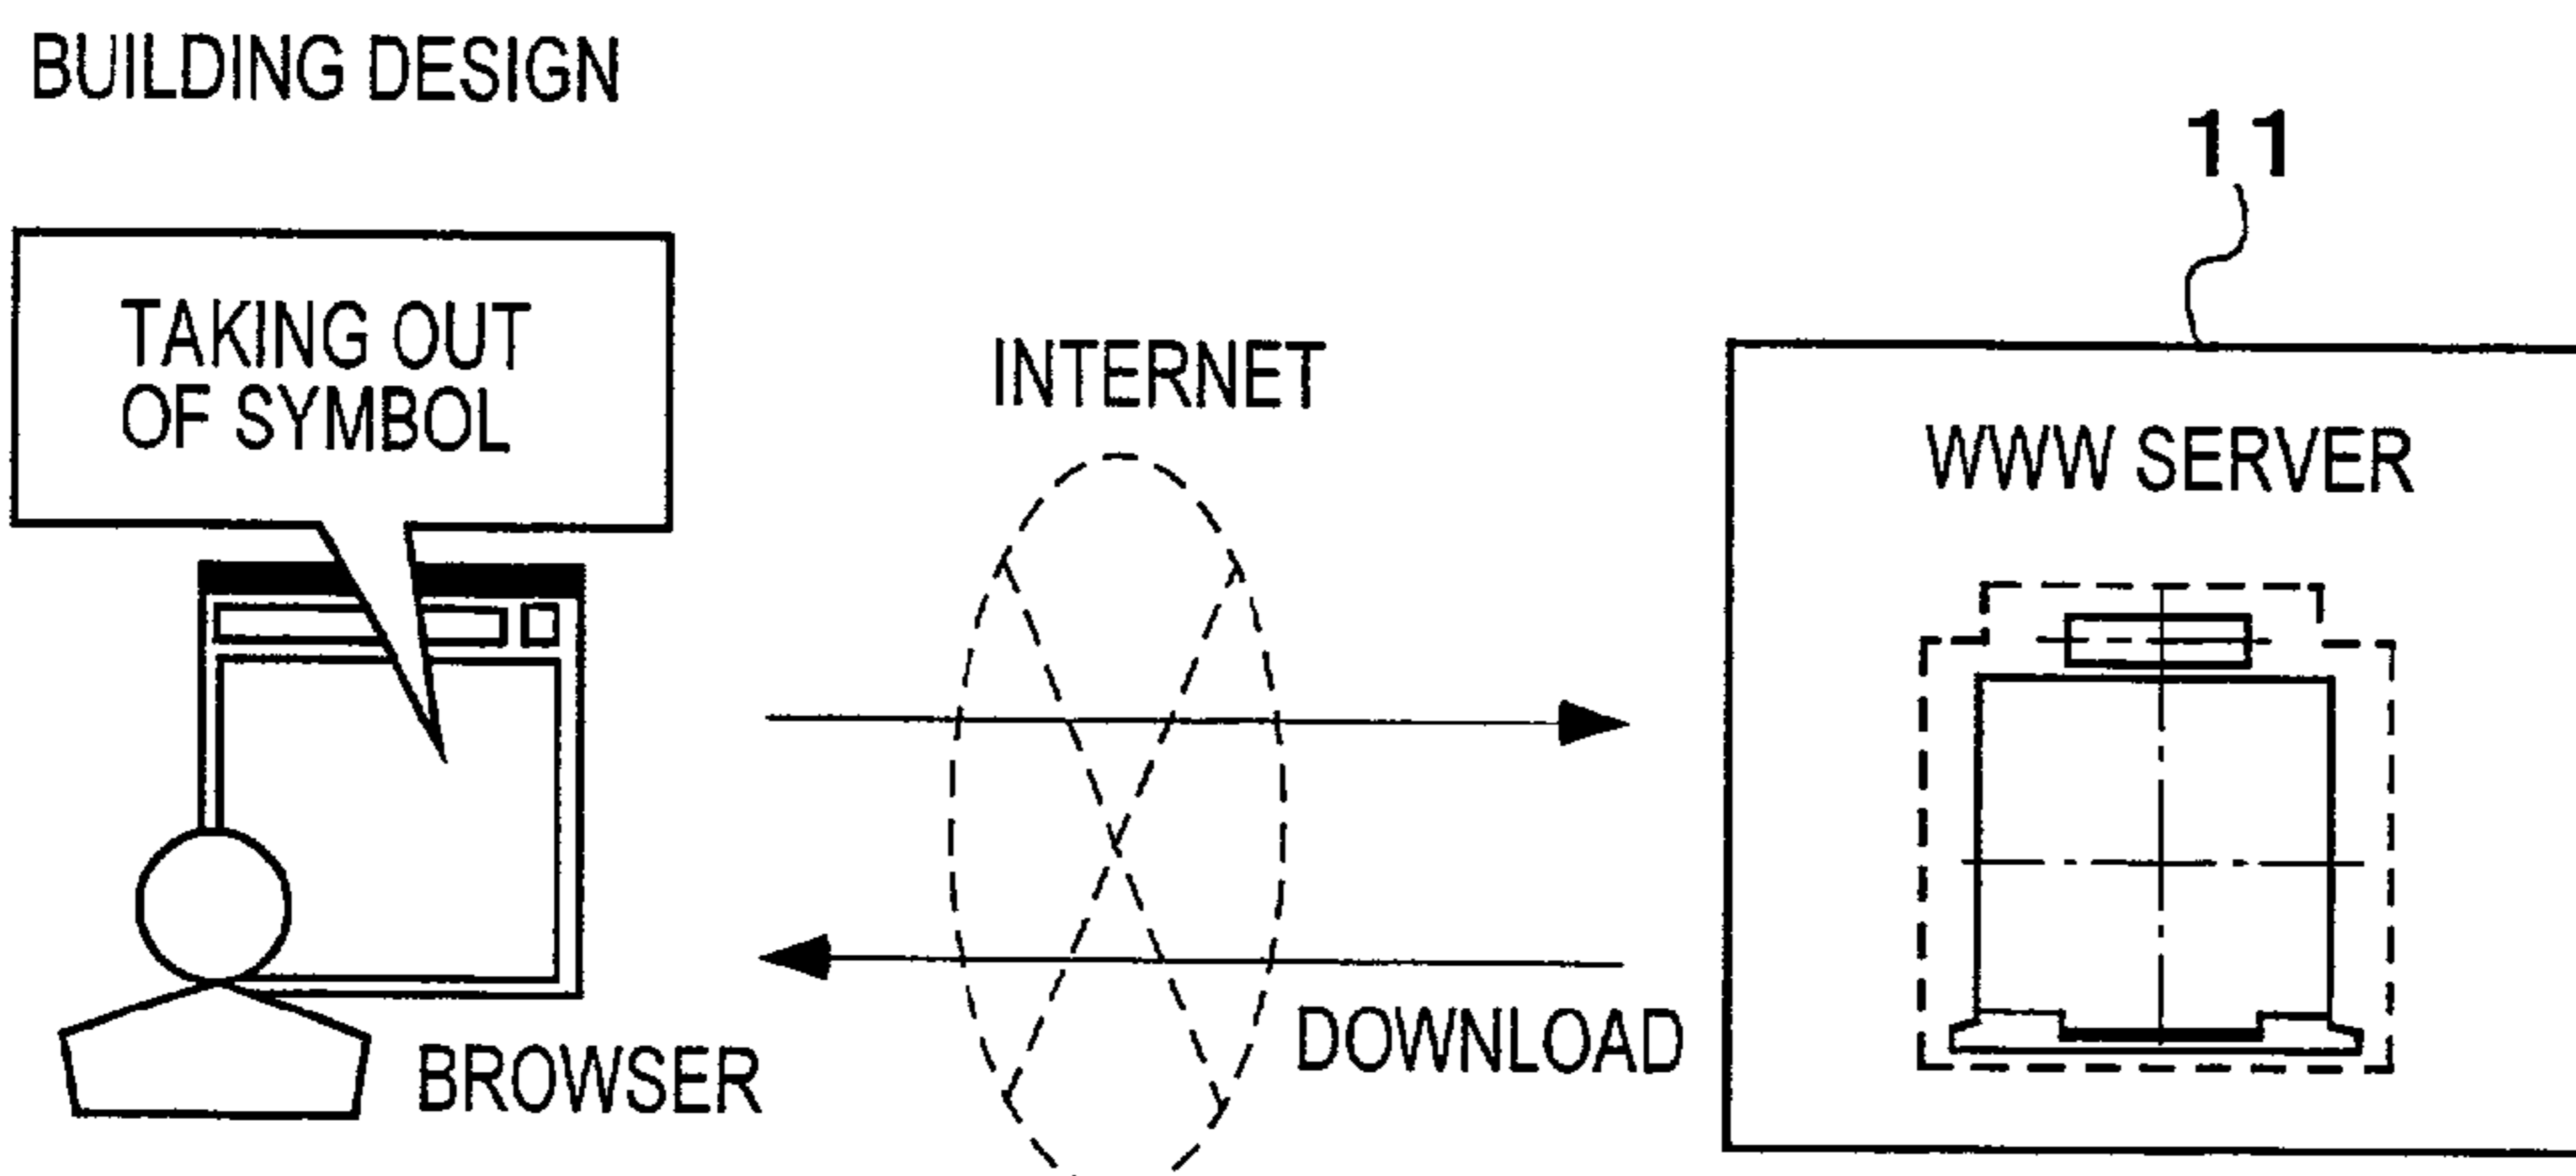 BUILDING DESIGN
11
TAKING OUT
OF SYMBOL
INTERNET
WWW SERVER
DOWNLOAD
BROWSER